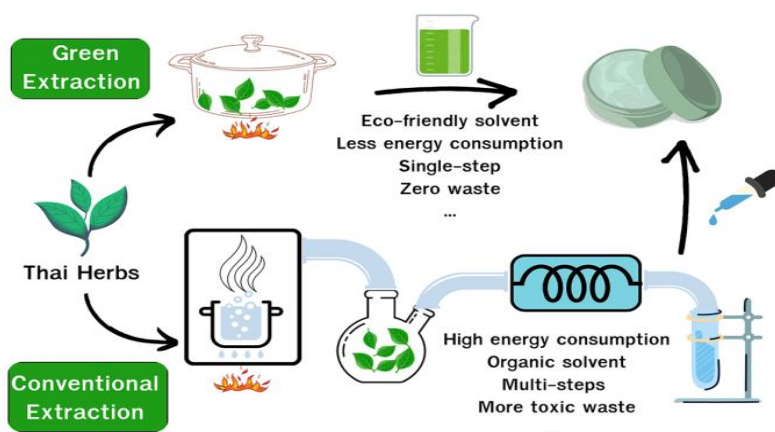 Green
Extraction
Eco-friendly solvent
Less energy consumption
Single-step
Zero waste
...
Thai Herbs
High energy consumption
Organic solvent
Multi-steps
More toxic waste
Conventional
Extraction